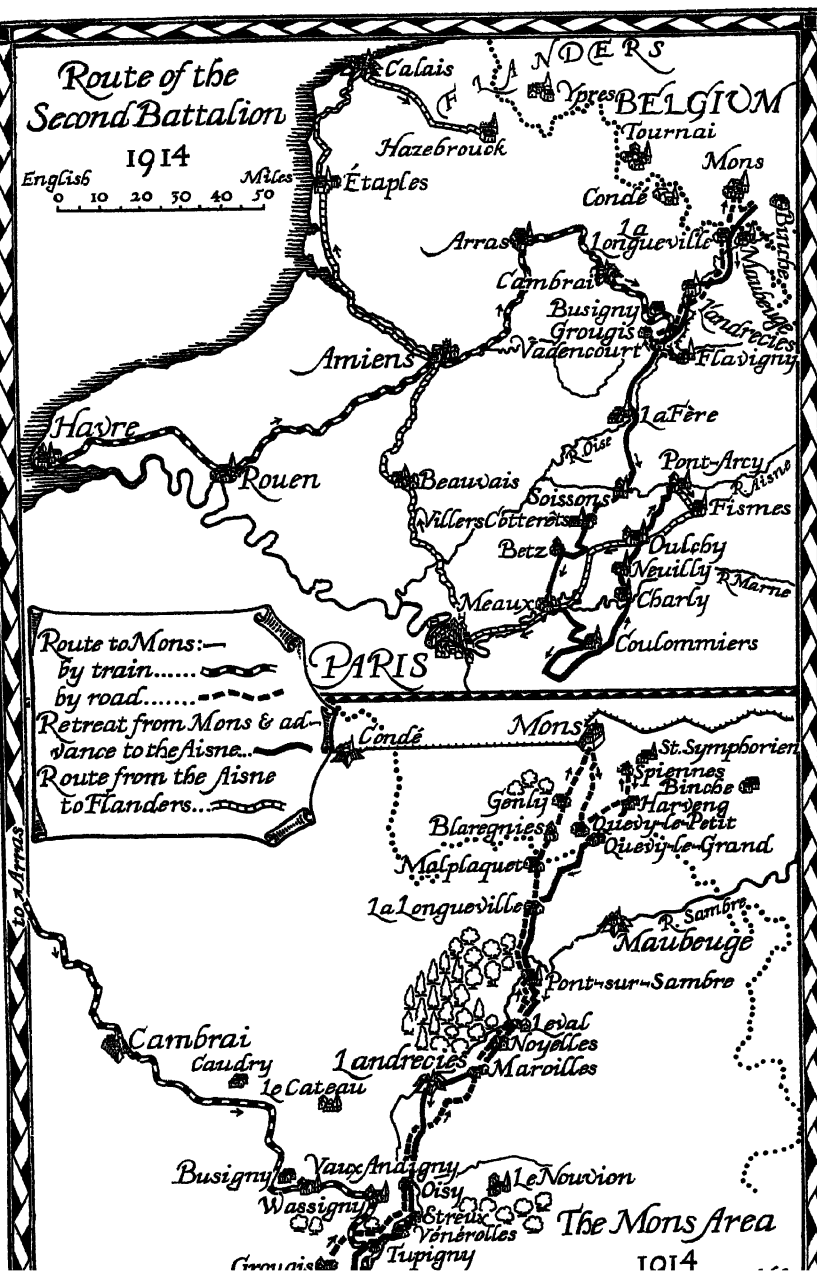 Route of the
Second Battalion
1914
English Miles
0 10 20 30 40 50
FLANDERS
Calais
Ypres
BELGIUM
Hazebrouck
Tournai
Mons
Étaples
Condé
Binche
Arras
La
Longueville
Maubeuge
Cambrai
Landrecies
Busigny
Grougis
Vadencourt
Flavigny
Amiens
La Fère
Havre
Rouen
R. Oise
Pont-Arcy
R. Aisne
Beauvais
Soissons
Fismes
Villers Cotterêts
Betz
Oulchy
Neuilly
R. Marne
Meaux
Charly
Coulommiers
PARIS
Route to Mons:—
by train......
by road.......
Retreat from Mons & ad-
vance to the Aisne...
Route from the Aisne
to Flanders...
Condé
Mons
St. Symphorien
Spiennes
Binche
Genly
Harveng
Blaregnies
Quevy-le-Petit
Quevy-le-Grand
Malplaquet
La Longueville
R. Sambre
Maubeuge
to Arras
Pont-sur-Sambre
Leval
Noyelles
Cambrai
Landrecies
Maroilles
Caudry
Le Cateau
Busigny
Vaux Andigny
Oisy
Le Nouvion
Wassigny
Etreux
Vénérolles
The Mons Area
1914
Tupigny
Grougis